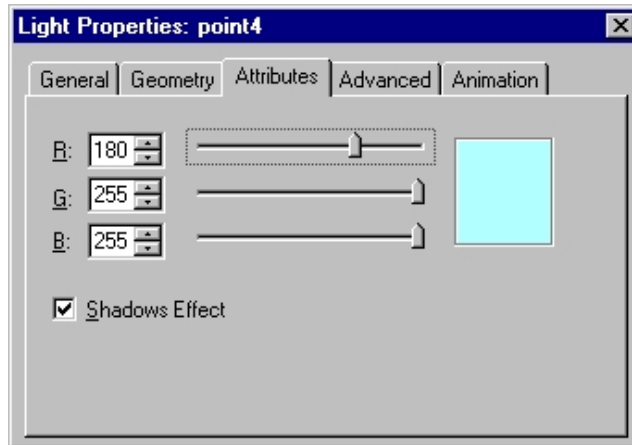 Light Properties: point4
General Geometry Attributes Advanced Animation
R: 180
G: 255
B: 255
Shadows Effect